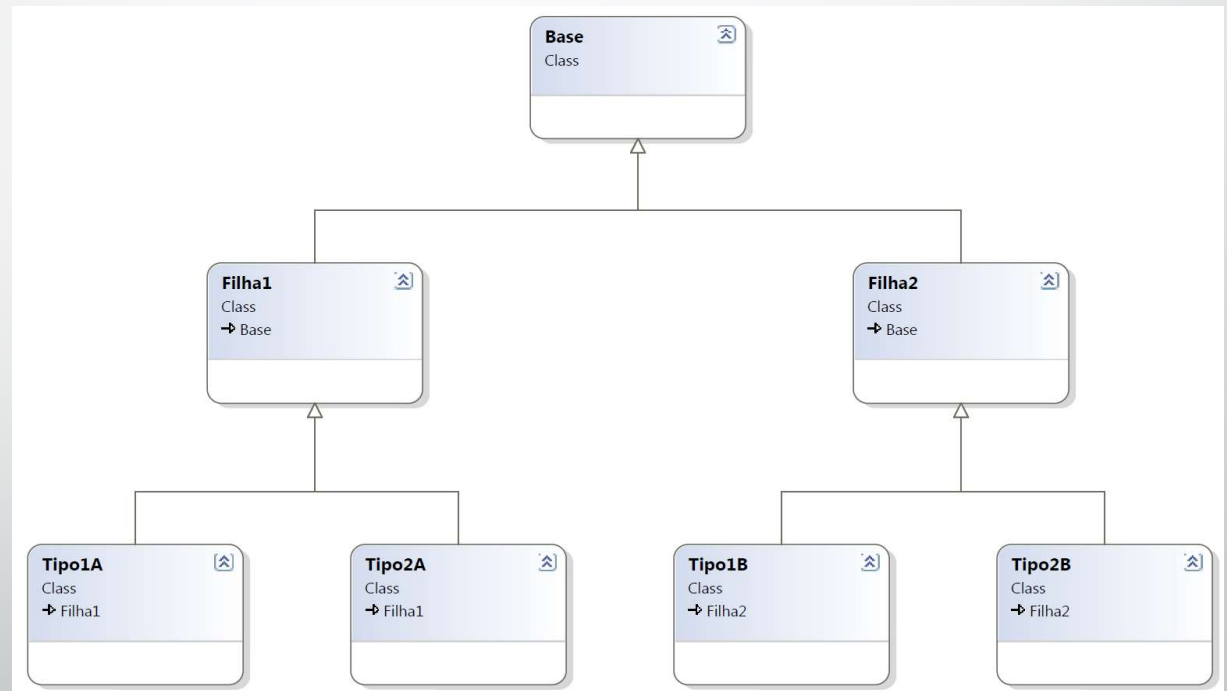 Base
Class
Filha1
Class
Base
Filha2
Class
Base
Tipo1A
Class
Filha1
Tipo2A
Class
Filha1
Tipo1B
Class
Filha2
Tipo2B
Class
Filha2